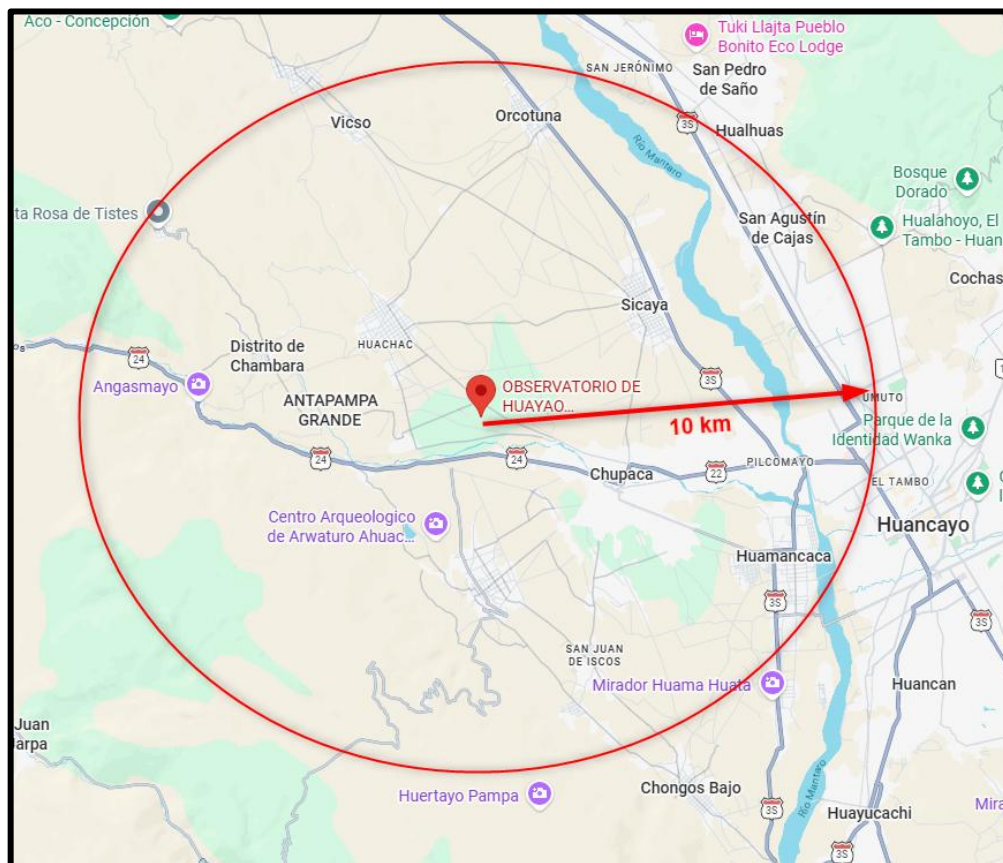 Aco - Concepción
Tuki Llajta Pueblo
Bonito Eco Lodge
SAN JERÓNIMO
San Pedro
de Saño
Vicso
Orcotuna
3S
Hualhuas
Río Mantaro
Bosque
Dorado
ta Rosa de Tistes
San Agustín
de Cajas
Hualahoyo, El
Tambo - Huan
Cochas
Sicaya
HUACHAC
Distrito de
Chambara
24
Angasmayo
ANTAPAMPA
GRANDE
OBSERVATORIO DE
HUAYAO...
3S
10 km
UMUTO
Parque de la
Identidad Wanka
24
24
Chupaca
22
PILCOMAYO
EL TAMBO
Huancayo
Centro Arqueologico
de Arwaturo Ahuac...
Huamancaca
3S
3S
SAN JUAN
DE ISCOS
Mirador Huama Huata
Huancan
Juan
Jarpa
Huertayo Pampa
Chongos Bajo
Río Mantaro
3S
Huayucachi
Mira
3S